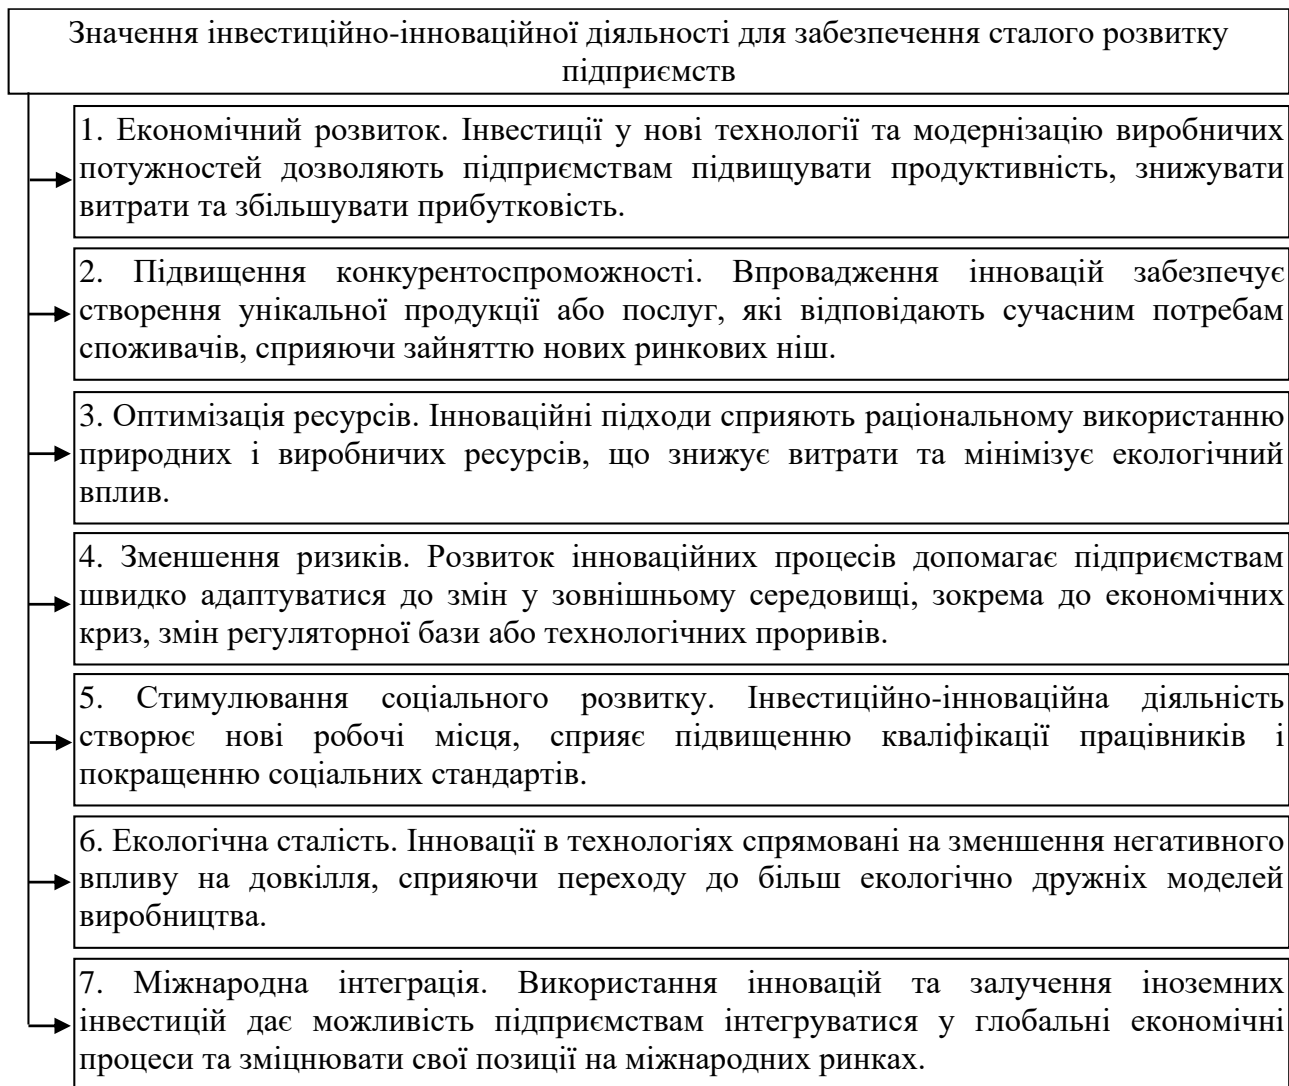 Значення інвестиційно-інноваційної діяльності для забезпечення сталого розвитку
підприємств
1. Економічний розвиток. Інвестиції у нові технології та модернізацію виробничих
потужностей дозволяють підприємствам підвищувати продуктивність, знижувати
витрати та збільшувати прибутковість.
2. Підвищення конкурентоспроможності. Впровадження інновацій забезпечує
створення унікальної продукції або послуг, які відповідають сучасним потребам
споживачів, сприяючи зайняттю нових ринкових ніш.
3. Оптимізація ресурсів. Інноваційні підходи сприяють раціональному використанню
природних і виробничих ресурсів, що знижує витрати та мінімізує екологічний
вплив.
4. Зменшення ризиків. Розвиток інноваційних процесів допомагає підприємствам
швидко адаптуватися до змін у зовнішньому середовищі, зокрема до економічних
криз, змін регуляторної бази або технологічних проривів.
5. Стимулювання соціального розвитку. Інвестиційно-інноваційна діяльність
створює нові робочі місця, сприяє підвищенню кваліфікації працівників і
покращенню соціальних стандартів.
6. Екологічна сталість. Інновації в технологіях спрямовані на зменшення негативного
впливу на довкілля, сприяючи переходу до більш екологічно дружніх моделей
виробництва.
7. Міжнародна інтеграція. Використання інновацій та залучення іноземних
інвестицій дає можливість підприємствам інтегруватися у глобальні економічні
процеси та зміцнювати свої позиції на міжнародних ринках.